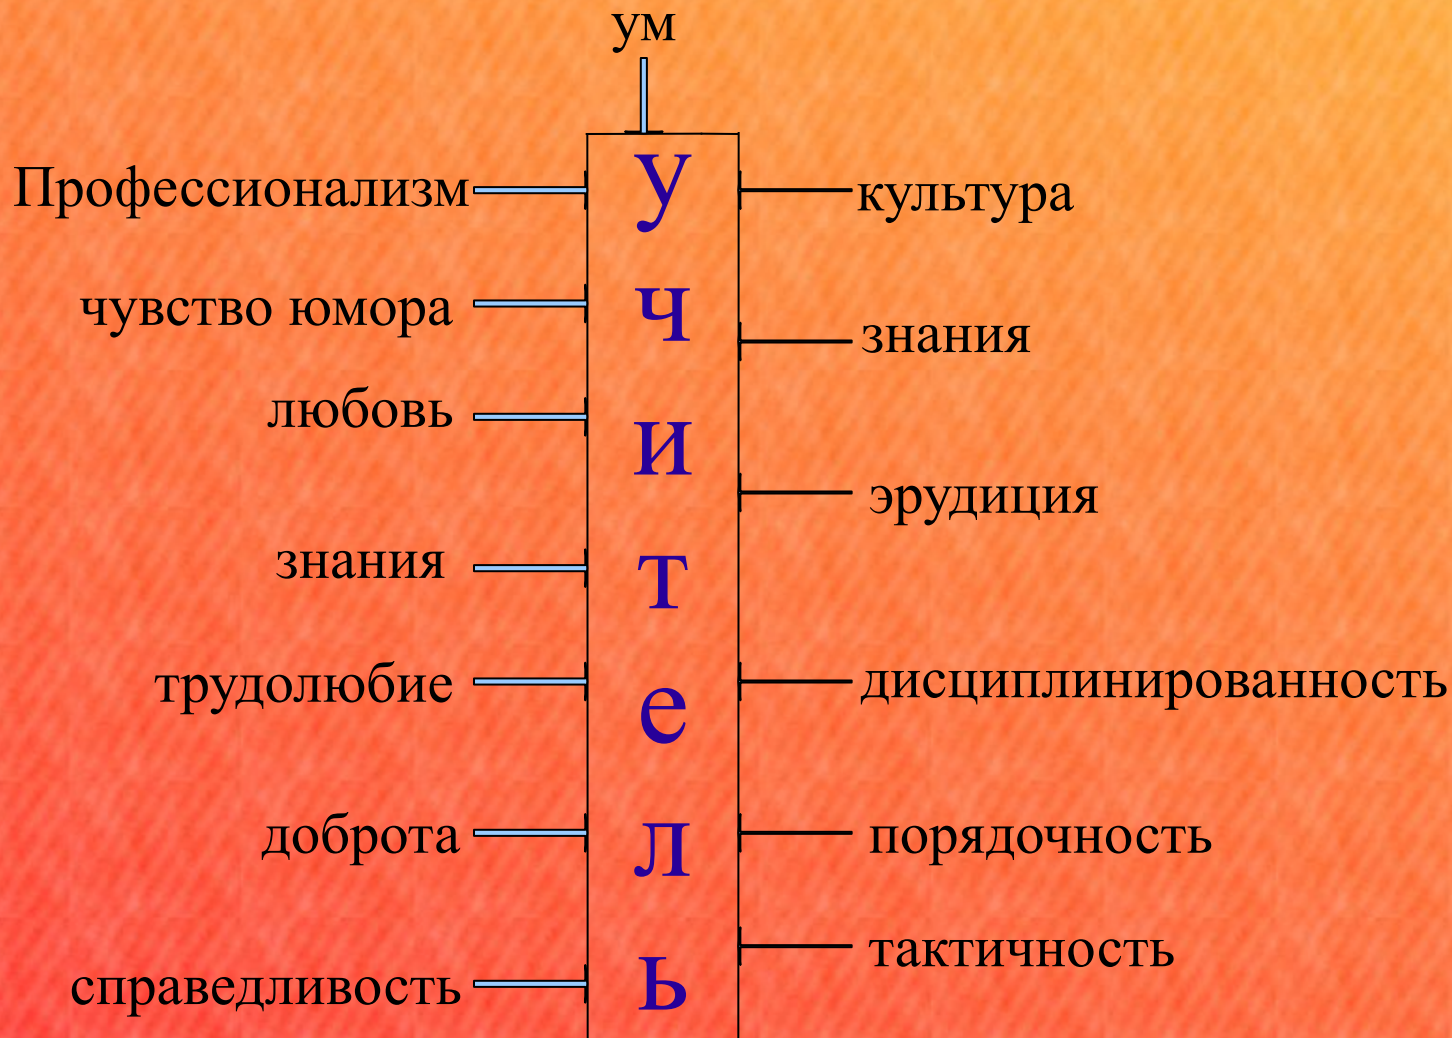 ум
Профессионализм
чувство юмора
любовь
знания
трудолюбие
доброта
справедливость
у
ч
и
т
е
л
ь
культура
знания
эрудиция
дисциплинированность
порядочность
тактичность